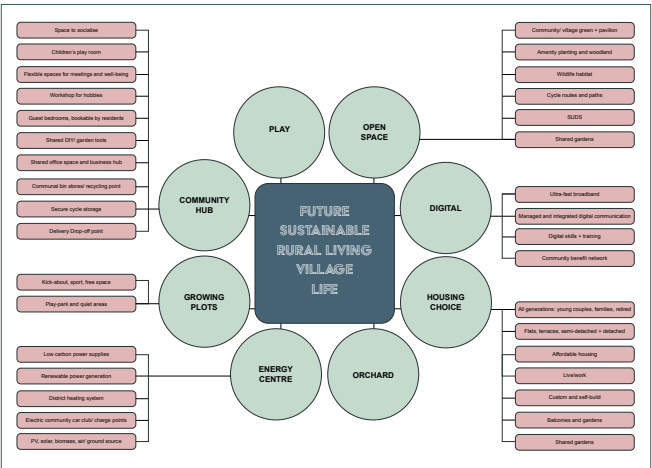 Space to socialise
Children's play room
Flexible spaces for meetings and well-being
Workshop for hobbies
Guest bedrooms, bookable by residents
Shared DIY/ garden tools
Shared office space and business hub
Communal bin stores/ recycling point
Secure cycle storage
Delivery Drop-off point
Kick-about, sport, free space
Play-park and quiet areas
Low carbon power supplies
Renewable power generation
District heating system
Electric community car club/ charge points
PV, solar, biomass, air/ ground source
PLAY
OPEN
SPACE
COMMUNITY
HUB
DIGITAL
FUTURE
SUSTAINABLE
RURAL LIVING
VILLAGE
LIFE
GROWING
PLOTS
HOUSING
CHOICE
ENERGY
CENTRE
ORCHARD
Community/ village green + pavilion
Amenity planting and woodland
Wildlife habitat
Cycle routes and paths
SUDS
Shared gardens
Ultra-fast broadband
Managed and integrated digital communication
Digital skills + training
Community benefit network
All generations: young couples, families, retired
Flats, terraces, semi-detached + detached
Affordable housing
Live/work
Custom and self-build
Balconies and gardens
Shared gardens